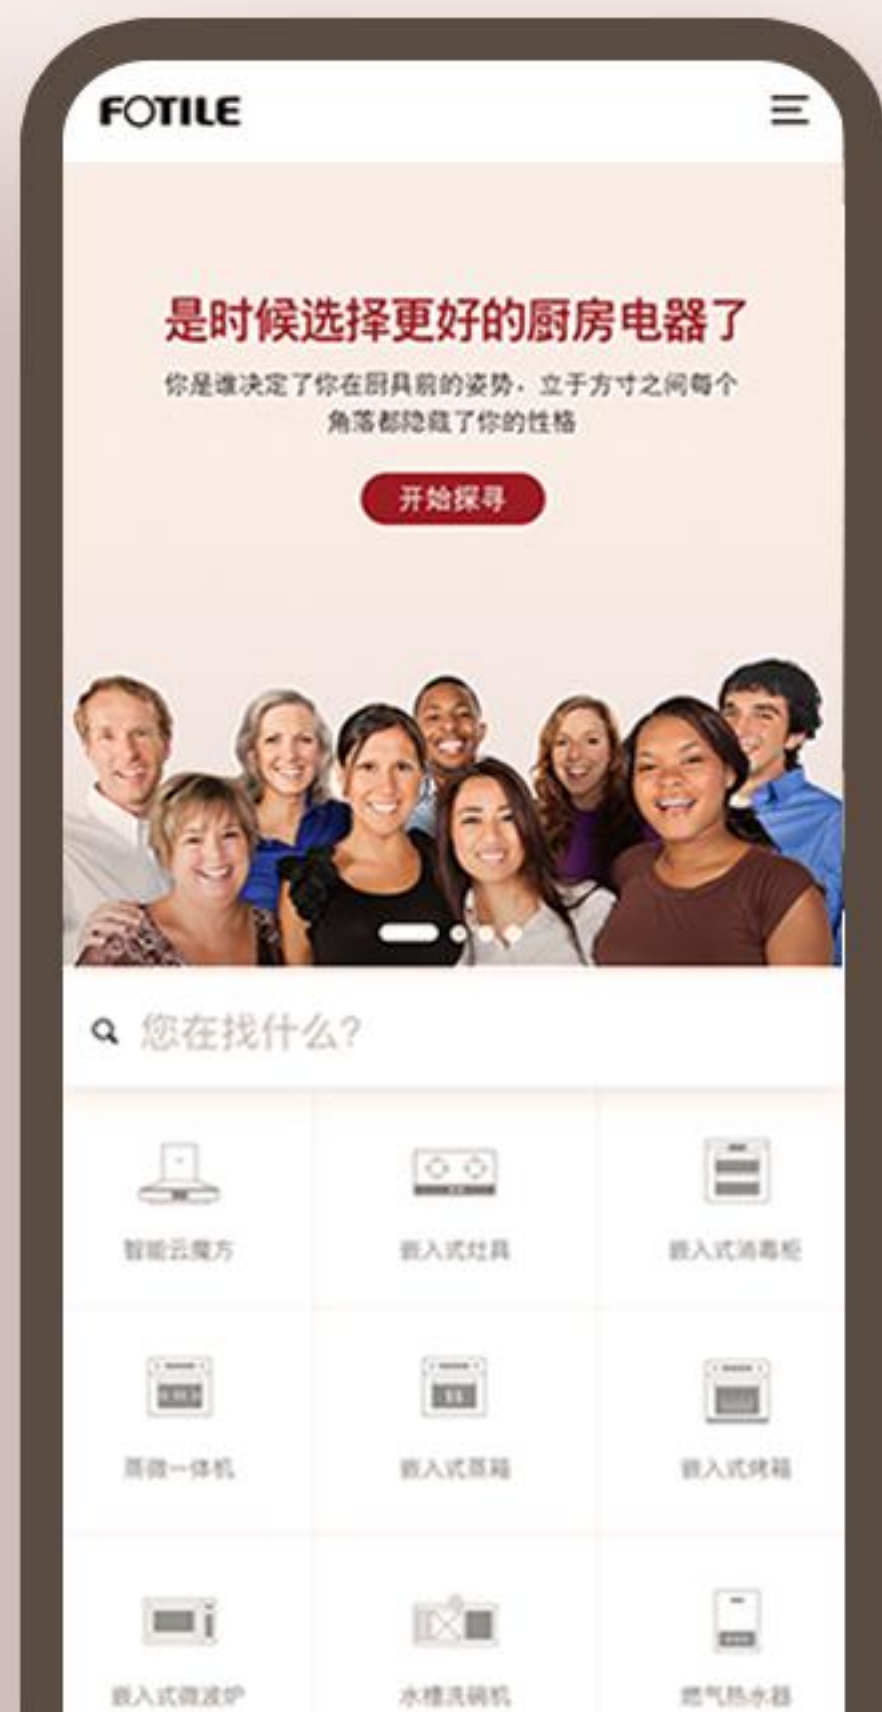 FOTILE
是时候选择更好的厨房电器了
你是谁决定了你在厨具前的姿势，立于方寸之间每个
角落都隐藏了你的性格
开始探寻
您在找什么?
智能云魔方
嵌入式灶具
嵌入式消毒柜
蒸微一体机
嵌入式蒸箱
嵌入式烤箱
嵌入式微波炉
水槽洗碗机
燃气热水器